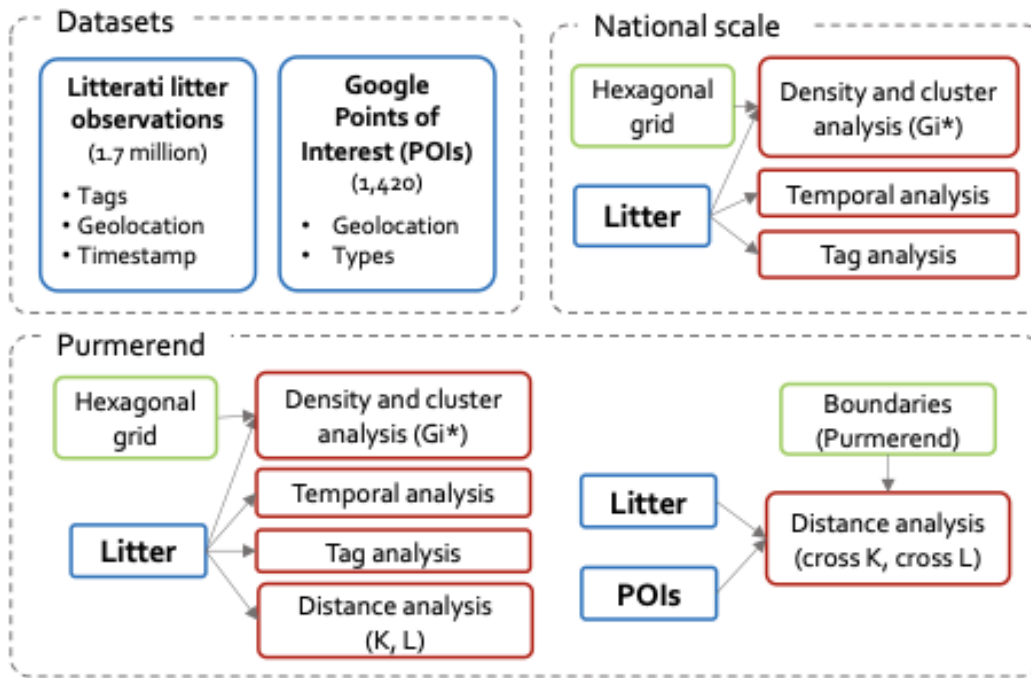 Datasets
Litterati litter
observations
(1.7 million)
• Tags
• Geolocation
• Timestamp
Google
Points of
Interest (POIs)
(1,420)
• Geolocation
• Types
National scale
Hexagonal
grid
Litter
Density and cluster
analysis (Gi*)
Temporal analysis
Tag analysis
Purmerend
Hexagonal
grid
Litter
Density and cluster
analysis (Gi*)
Temporal analysis
Tag analysis
Distance analysis
(K, L)
Boundaries
(Purmerend)
Litter
POIs
Distance analysis
(cross K, cross L)